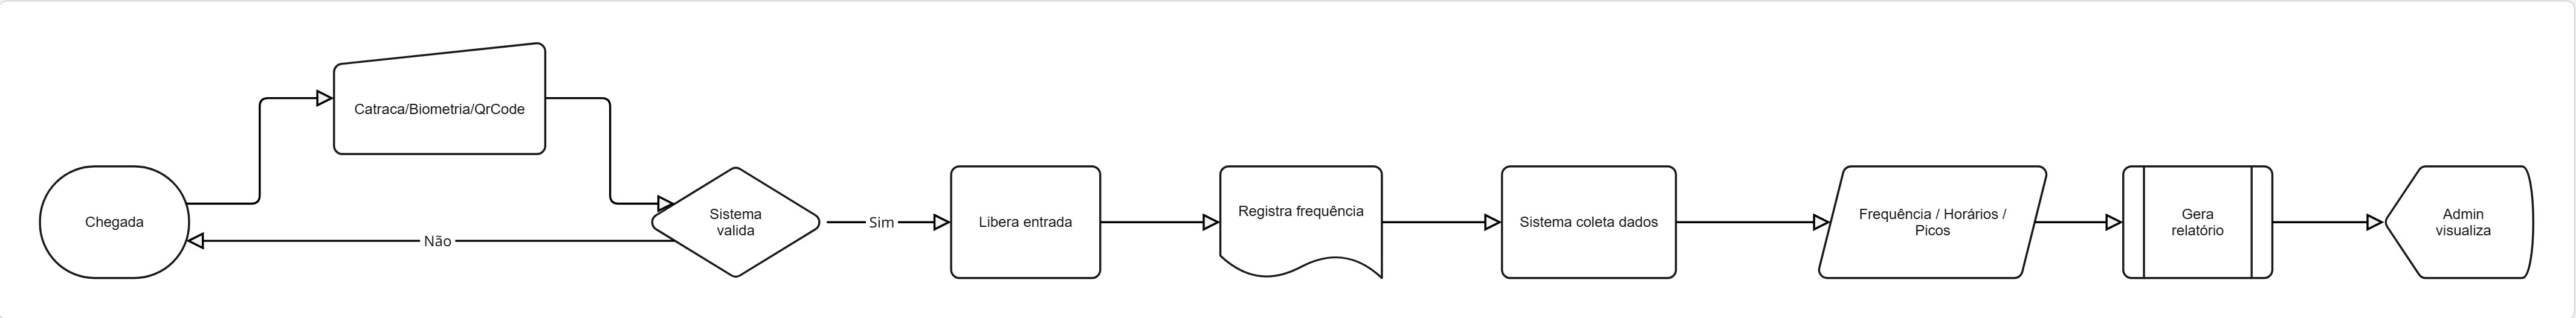 Catraca/Biometria/QrCode
Chegada
Sistema
valida
Não
Sim
Libera entrada
Registra frequência
Sistema coleta dados
Frequência / Horários /
Picos
Gera
relatório
Admin
visualiza